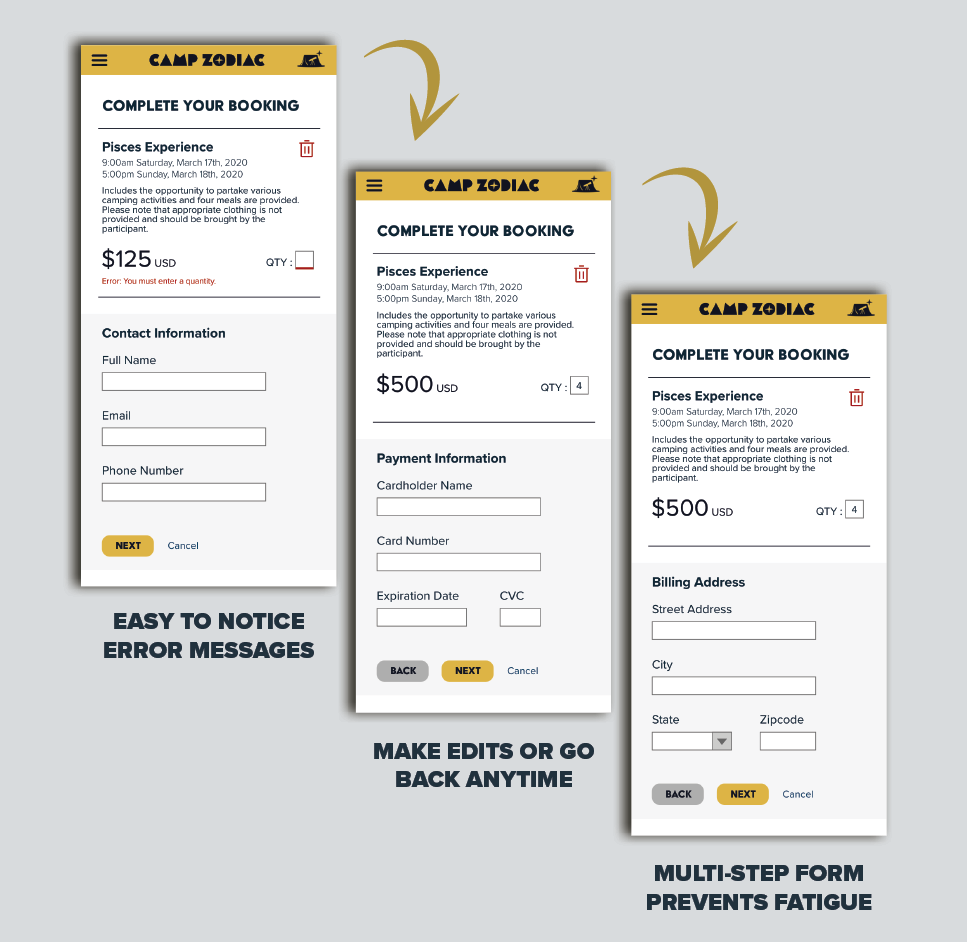 CAMP ZODIAC
COMPLETE YOUR BOOKING
Pisces Experience
9:00am Saturday, March 17th, 2020
5:00pm Sunday, March 18th, 2020
Includes the opportunity to partake various
camping activities and four meals are provided.
Please note that appropriate clothing is not
provided and should be brought by the
participant.
$125 USD QTY :
Error: You must enter a quantity.
Contact Information
Full Name
Email
Phone Number
NEXT Cancel
EASY TO NOTICE
ERROR MESSAGES
CAMP ZODIAC
COMPLETE YOUR BOOKING
Pisces Experience
9:00am Saturday, March 17th, 2020
5:00pm Sunday, March 18th, 2020
Includes the opportunity to partake various
camping activities and four meals are provided.
Please note that appropriate clothing is not
provided and should be brought by the
participant.
$500 USD QTY : 4
Payment Information
Cardholder Name
Card Number
Expiration Date CVC
BACK NEXT Cancel
MAKE EDITS OR GO
BACK ANYTIME
CAMP ZODIAC
COMPLETE YOUR BOOKING
Pisces Experience
9:00am Saturday, March 17th, 2020
5:00pm Sunday, March 18th, 2020
Includes the opportunity to partake various
camping activities and four meals are provided.
Please note that appropriate clothing is not
provided and should be brought by the
participant.
$500 USD QTY : 4
Billing Address
Street Address
City
State Zipcode
BACK NEXT Cancel
MULTI-STEP FORM
PREVENTS FATIGUE